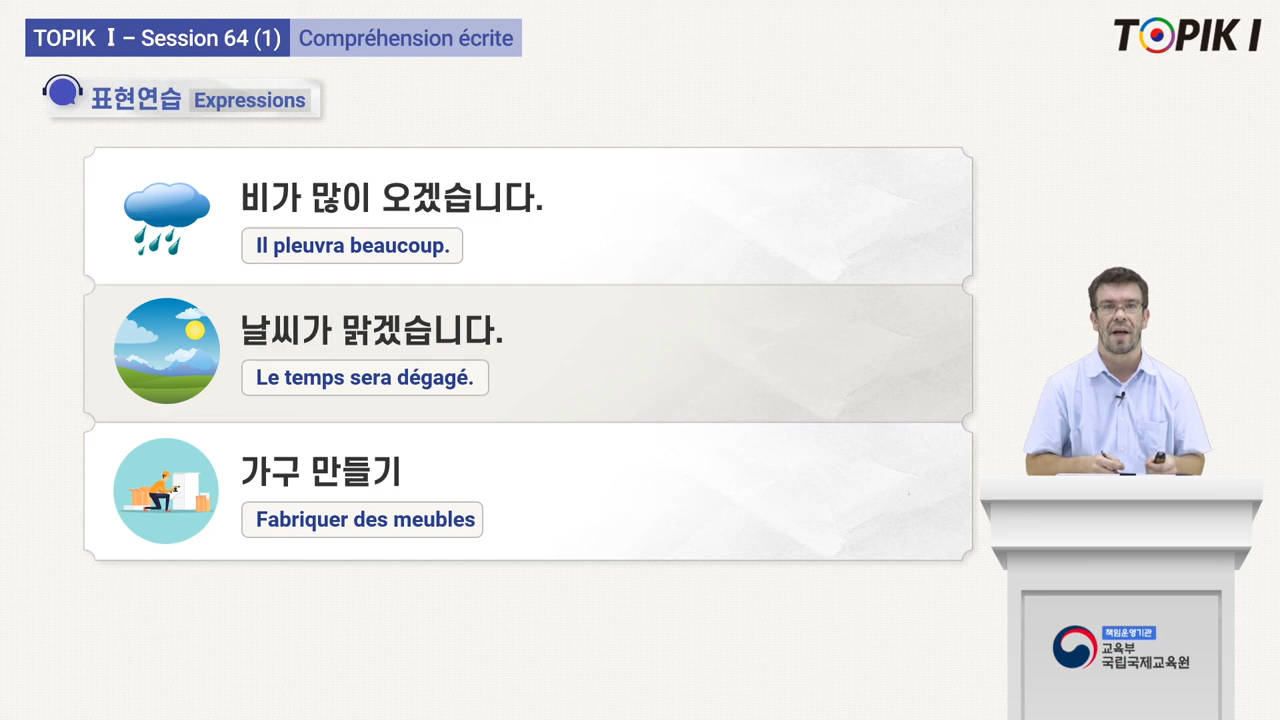 TOPIK Ⅰ – Session 64 (1) Compréhension écrite
TOPIK I
표현연습 Expressions
비가 많이 오겠습니다.
Il pleuvra beaucoup.
날씨가 맑겠습니다.
Le temps sera dégagé.
가구 만들기
Fabriquer des meubles
책임운영기관
교육부
국립국제교육원